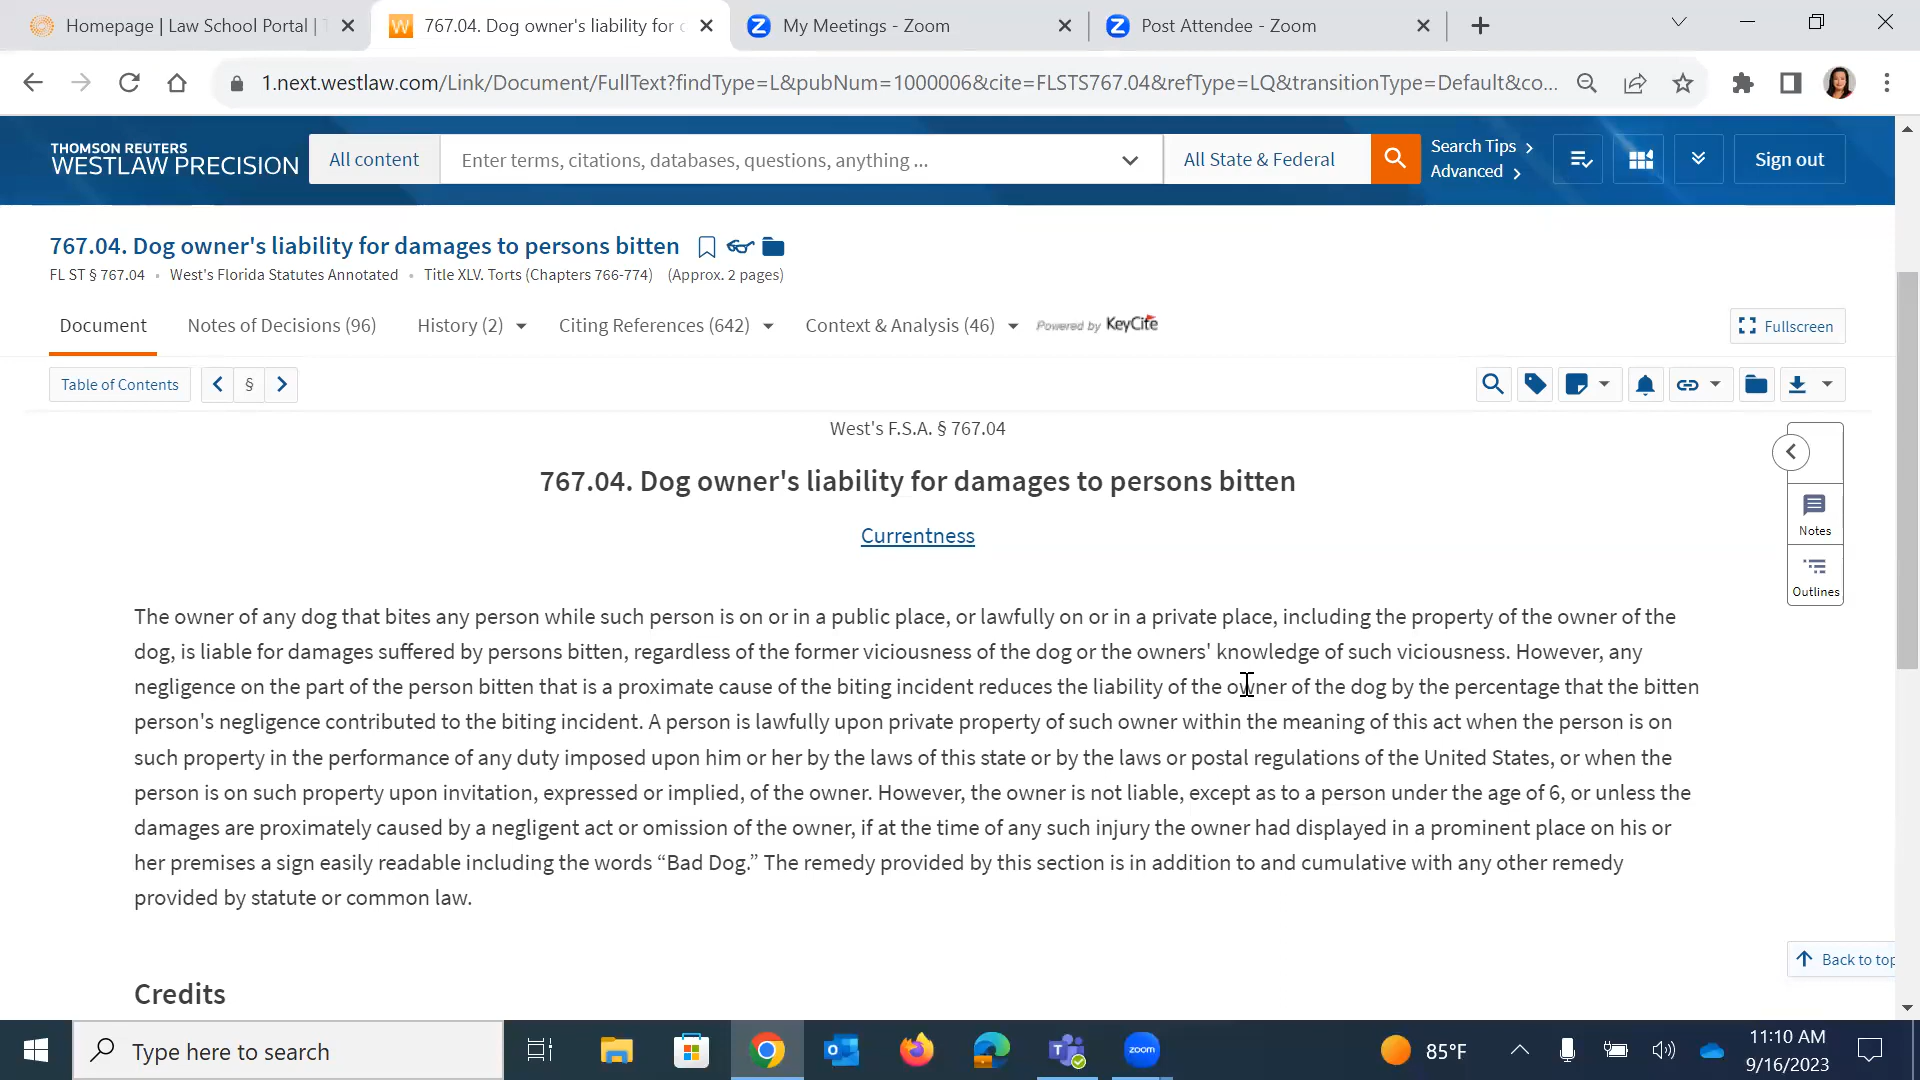 Homepage | Law School Portal |
767.04. Dog owner's liability for
My Meetings - Zoom
Post Attendee - Zoom
1.next.westlaw.com/Link/Document/FullText?findType=L&pubNum=1000006&cite=FLSTS767.04&refType=LQ&transitionType=Default&co...
THOMSON REUTERS
WESTLAW PRECISION
All content
Enter terms, citations, databases, questions, anything ...
All State & Federal
Search Tips
Advanced
Sign out
767.04. Dog owner's liability for damages to persons bitten
FL ST § 767.04 • West's Florida Statutes Annotated • Title XLV. Torts (Chapters 766-774) (Approx. 2 pages)
Document
Notes of Decisions (96)
History (2)
Citing References (642)
Context & Analysis (46)
Powered by KeyCite
Fullscreen
Table of Contents
§
West's F.S.A. § 767.04
767.04. Dog owner's liability for damages to persons bitten
Currentness
Notes
Outlines
The owner of any dog that bites any person while such person is on or in a public place, or lawfully on or in a private place, including the property of the owner of the
dog, is liable for damages suffered by persons bitten, regardless of the former viciousness of the dog or the owners' knowledge of such viciousness. However, any
negligence on the part of the person bitten that is a proximate cause of the biting incident reduces the liability of the owner of the dog by the percentage that the bitten
person's negligence contributed to the biting incident. A person is lawfully upon private property of such owner within the meaning of this act when the person is on
such property in the performance of any duty imposed upon him or her by the laws of this state or by the laws or postal regulations of the United States, or when the
person is on such property upon invitation, expressed or implied, of the owner. However, the owner is not liable, except as to a person under the age of 6, or unless the
damages are proximately caused by a negligent act or omission of the owner, if at the time of any such injury the owner had displayed in a prominent place on his or
her premises a sign easily readable including the words “Bad Dog.” The remedy provided by this section is in addition to and cumulative with any other remedy
provided by statute or common law.
Back to top
Credits
Type here to search
zoom
85°F
11:10 AM
9/16/2023